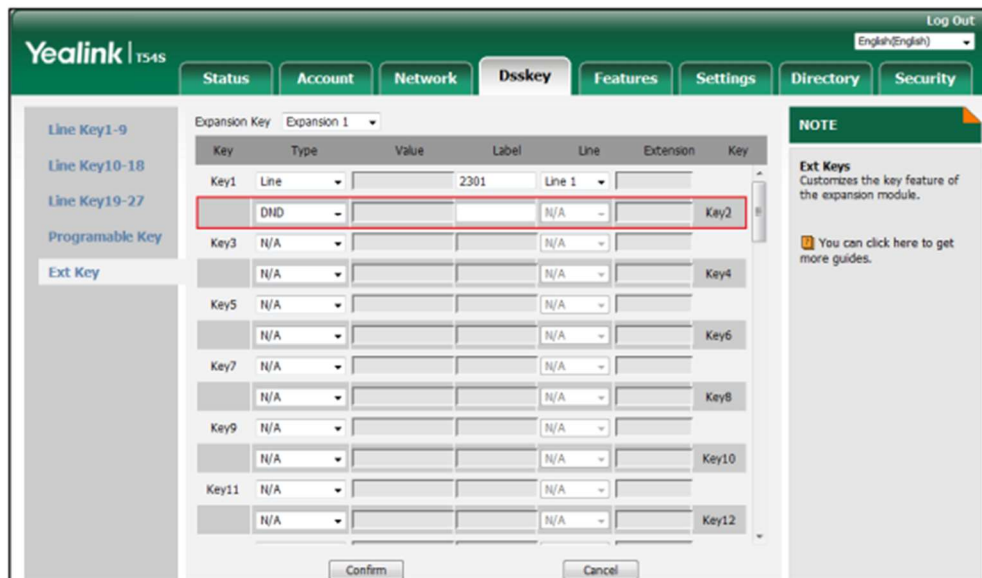 Log Out
Yealink | T54S
English(English)
Status Account Network Dsskey Features Settings Directory Security
Line Key1-9
Line Key10-18
Line Key19-27
Programable Key
Ext Key
Expansion Key Expansion 1
Key Type Value Label Line Extension Key
Key1 Line 2301 Line 1
DND N/A Key2
Key3 N/A N/A
N/A N/A Key4
Key5 N/A N/A
N/A N/A Key6
Key7 N/A N/A
N/A N/A Key8
Key9 N/A N/A
N/A N/A Key10
Key11 N/A N/A
N/A N/A Key12
Confirm Cancel
NOTE
Ext Keys
Customizes the key feature of
the expansion module.
You can click here to get
more guides.